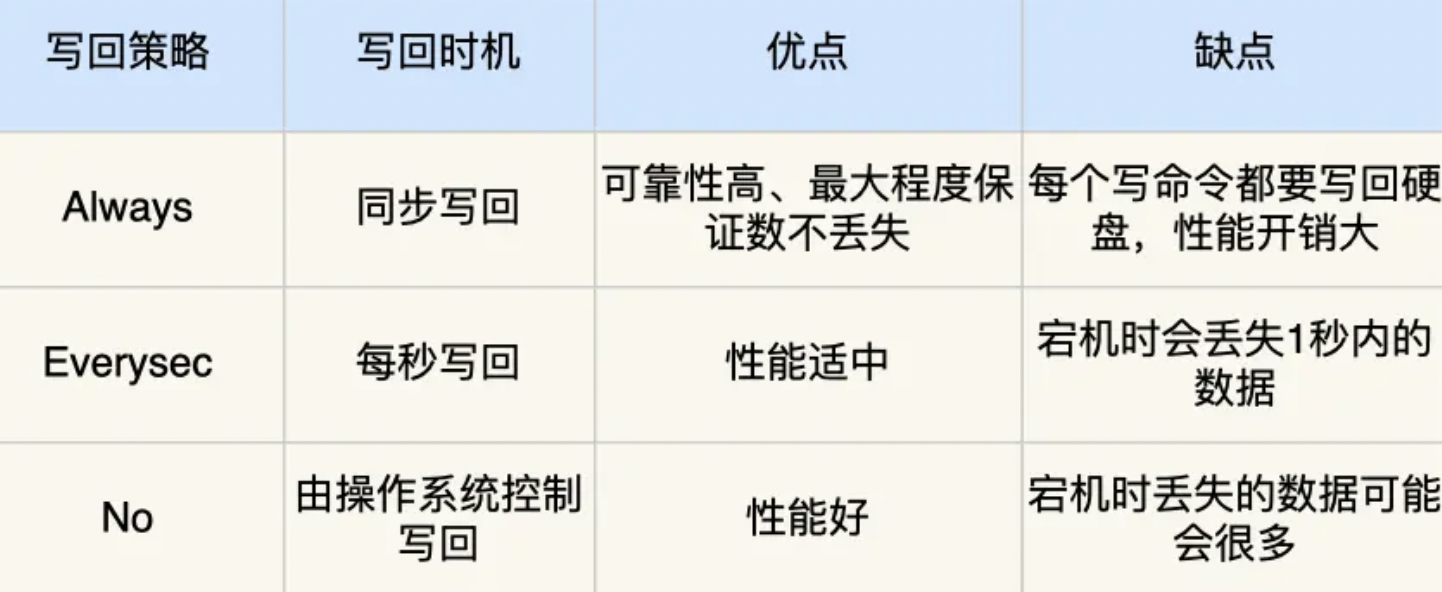 写回策略
写回时机
优点
缺点
Always
同步写回
可靠性高、最大程度保
证数不丢失
每个写命令都要写回硬
盘，性能开销大
Everysec
每秒写回
性能适中
宕机时会丢失1秒内的
数据
No
由操作系统控制
写回
性能好
宕机时丢失的数据可能
会很多